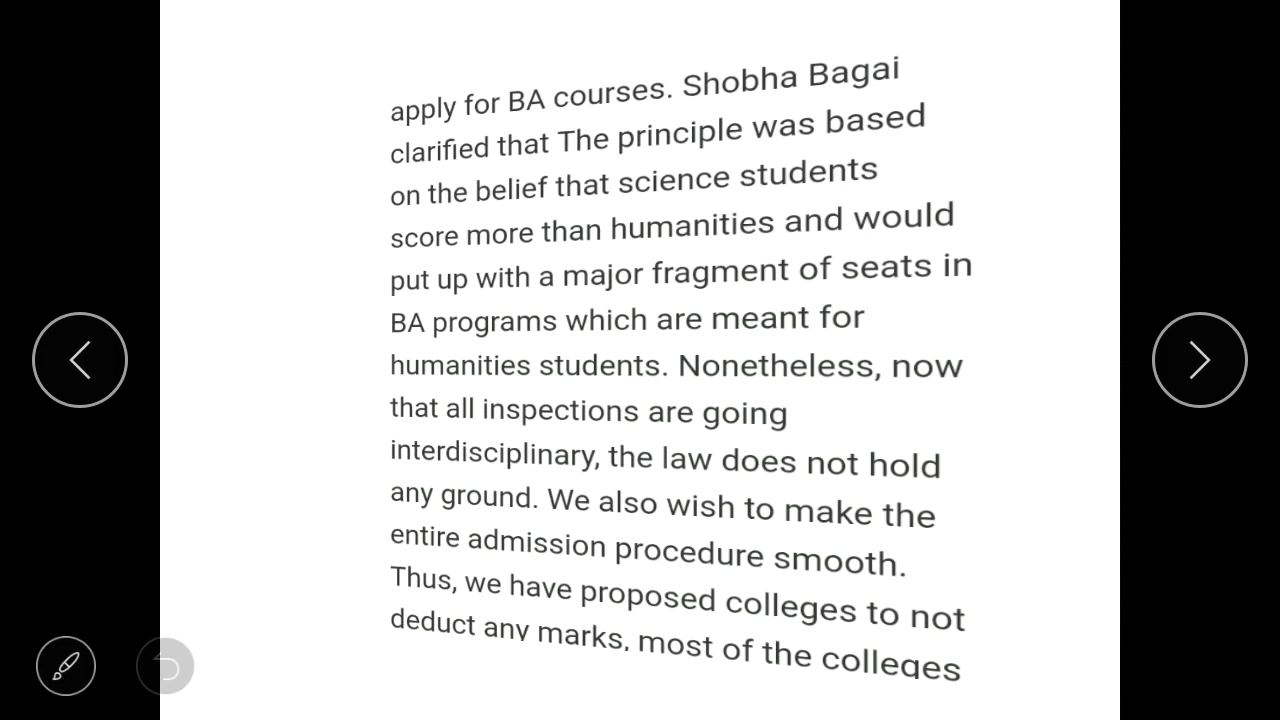 apply for BA courses. Shobha Bagai
clarified that The principle was based
on the belief that science students
score more than humanities and would
put up with a major fragment of seats in
BA programs which are meant for
humanities students. Nonetheless, now
that all inspections are going
interdisciplinary, the law does not hold
any ground. We also wish to make the
entire admission procedure smooth.
Thus, we have proposed colleges to not
deduct any marks, most of the colleges